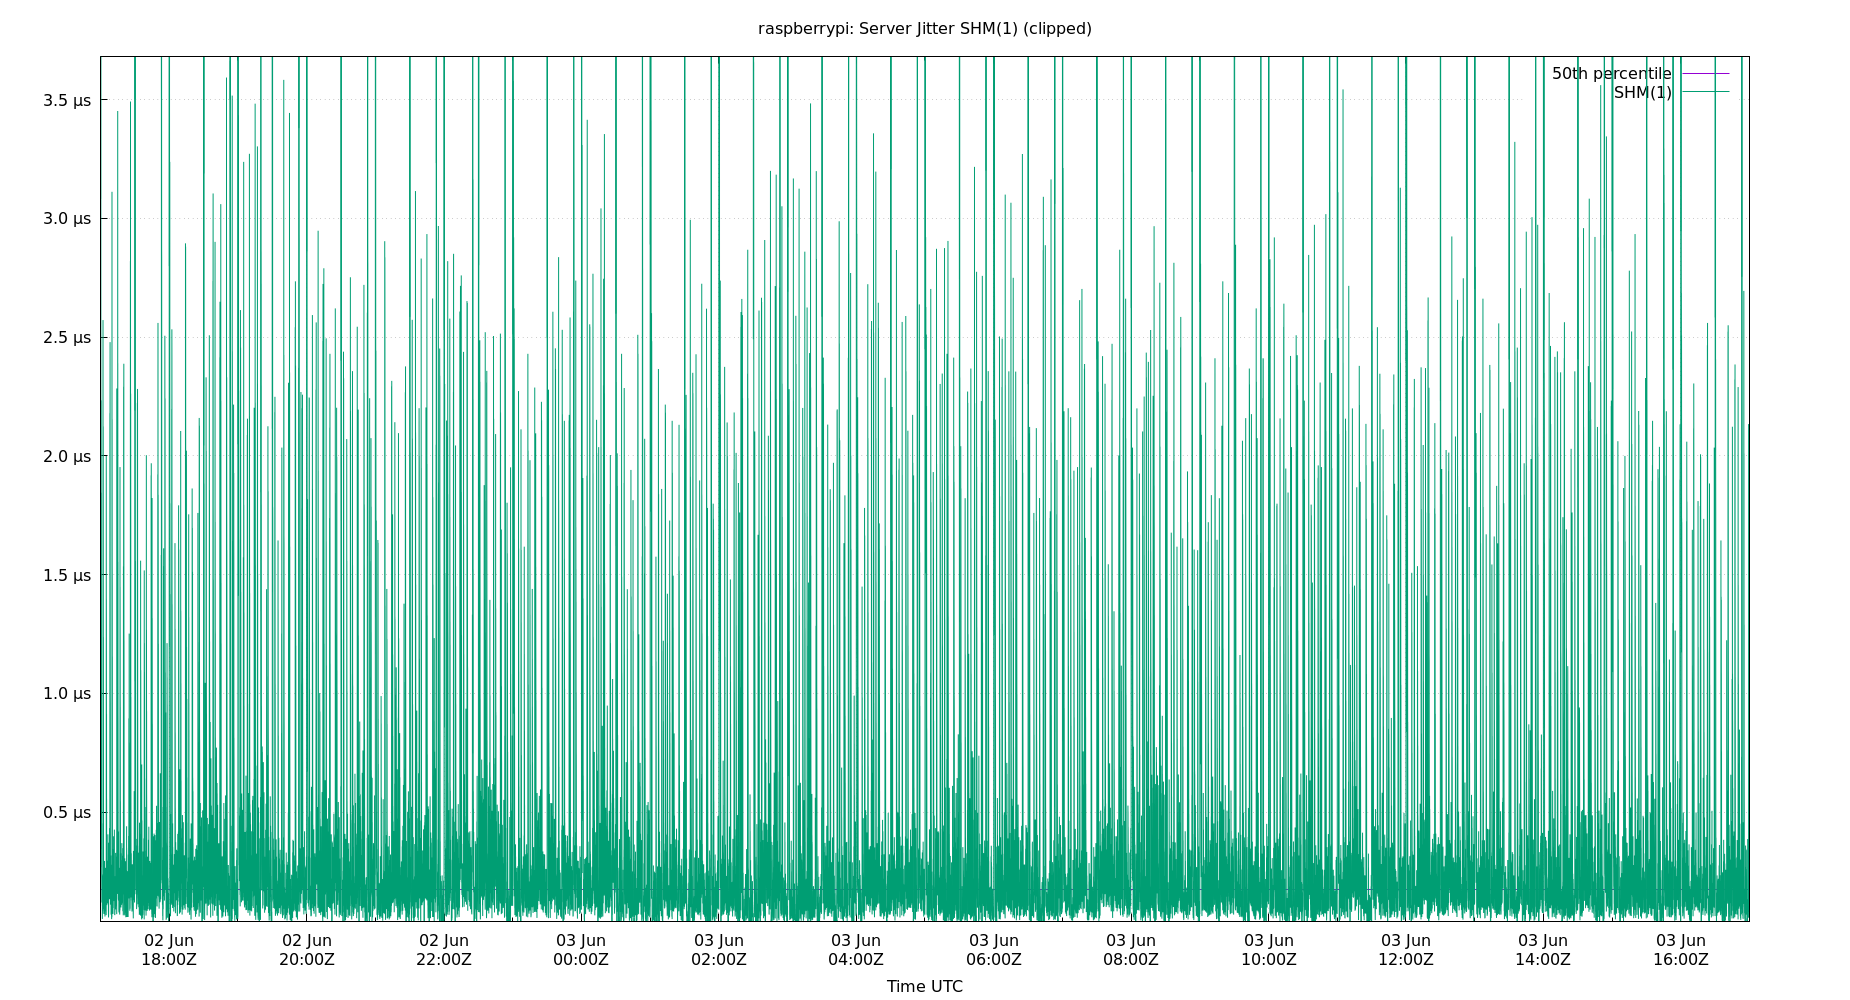 raspberrypi: Server Jitter SHM(1) (clipped)
50th percentile
SHM(1)
3.5 µs
3.0 µs
2.5 µs
2.0 µs
1.5 µs
1.0 µs
0.5 µs
02 Jun 02 Jun 02 Jun 03 Jun 03 Jun 03 Jun 03 Jun 03 Jun 03 Jun 03 Jun 03 Jun 03 Jun
18:00Z 20:00Z 22:00Z 00:00Z 02:00Z 04:00Z 06:00Z 08:00Z 10:00Z 12:00Z 14:00Z 16:00Z
Time UTC